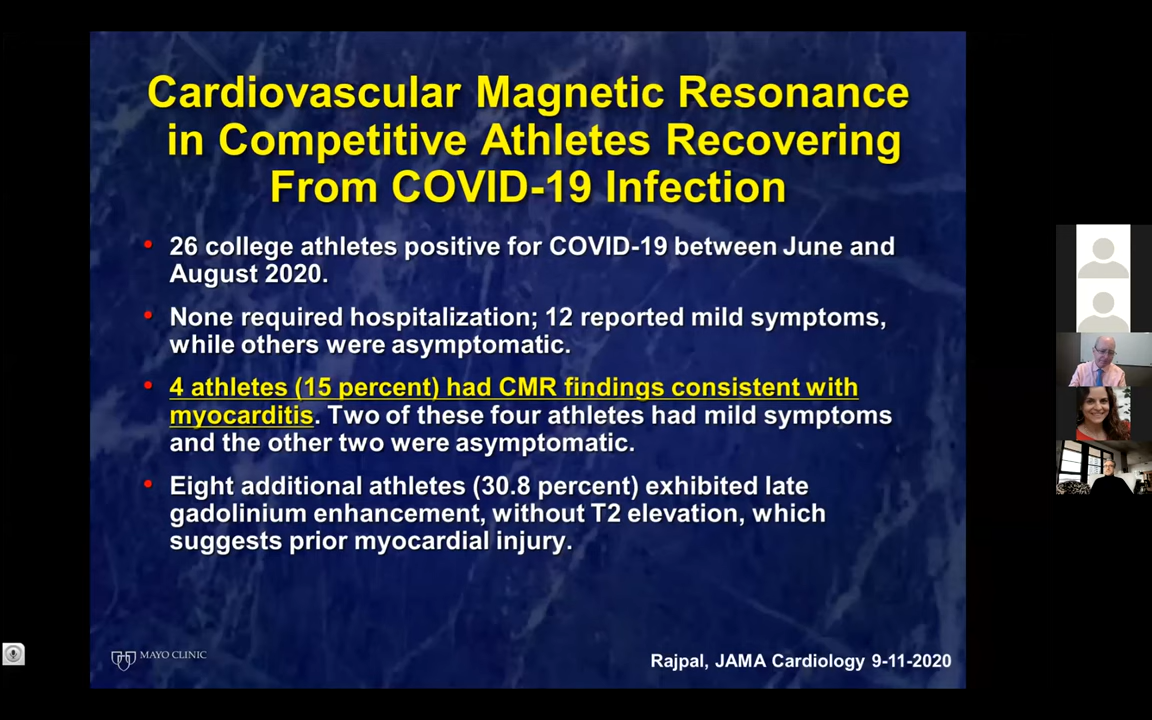 Cardiovascular Magnetic Resonance
in Competitive Athletes Recovering
From COVID-19 Infection
• 26 college athletes positive for COVID-19 between June and
August 2020.
• None required hospitalization; 12 reported mild symptoms,
while others were asymptomatic.
• 4 athletes (15 percent) had CMR findings consistent with
myocarditis. Two of these four athletes had mild symptoms
and the other two were asymptomatic.
• Eight additional athletes (30.8 percent) exhibited late
gadolinium enhancement, without T2 elevation, which
suggests prior myocardial injury.
MAYO CLINIC
Rajpal, JAMA Cardiology 9-11-2020